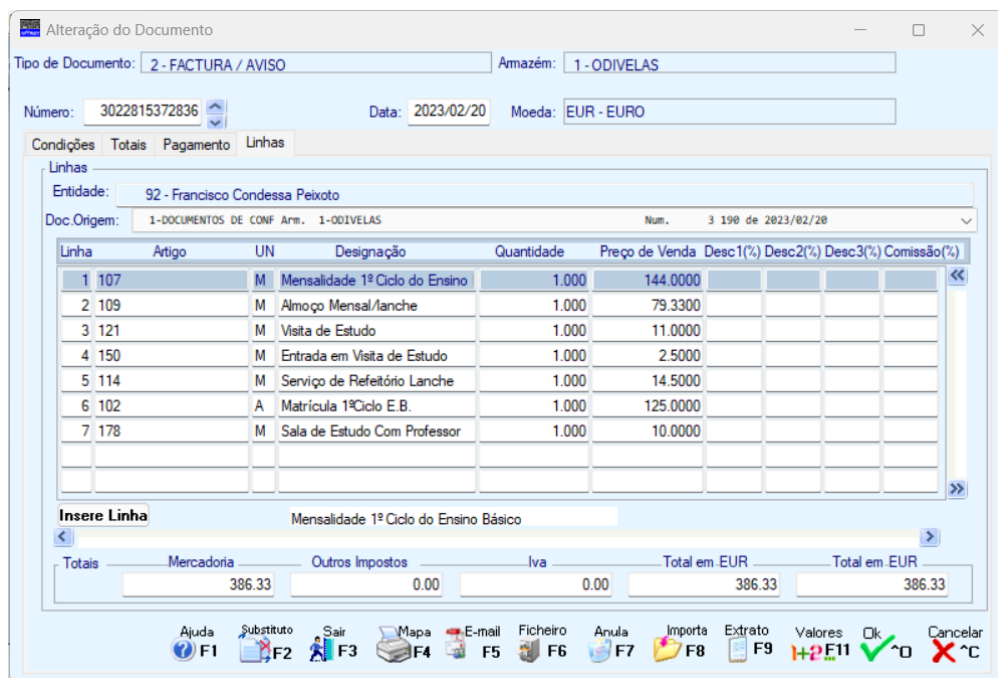 Alteração do Documento
Tipo de Documento: 2 - FACTURA / AVISO Armazém: 1 - ODIVELAS
Número: 3022815372836 Data: 2023/02/20 Moeda: EUR - EURO
Condições Totais Pagamento Linhas
Linhas
Entidade: 92 - Francisco Condessa Peixoto
Doc.Origem: 1-DOCUMENTOS DE CONF Arm. 1-ODIVELAS Num. 3 190 de 2023/02/20
Linha Artigo UN Designação Quantidade Preço de Venda Desc1(%) Desc2(%) Desc3(%) Comissão(%)
1 107 M Mensalidade 1º Ciclo do Ensino 1.000 144.0000
2 109 M Almoço Mensal/lanche 1.000 79.3300
3 121 M Visita de Estudo 1.000 11.0000
4 150 M Entrada em Visita de Estudo 1.000 2.5000
5 114 M Serviço de Refeitório Lanche 1.000 14.5000
6 102 A Matrícula 1ºCiclo E.B. 1.000 125.0000
7 178 M Sala de Estudo Com Professor 1.000 10.0000
Insere Linha Mensalidade 1º Ciclo do Ensino Básico
Totais Mercadoria Outros Impostos Iva Total em EUR Total em EUR
386.33 0.00 0.00 386.33 386.33
Ajuda Substituto Sair Mapa E-mail Ficheiro Anula Importa Extrato Valores Ok Cancelar
F1 F2 F3 F4 F5 F6 F7 F8 F9 1+2 F11 ^O ^C